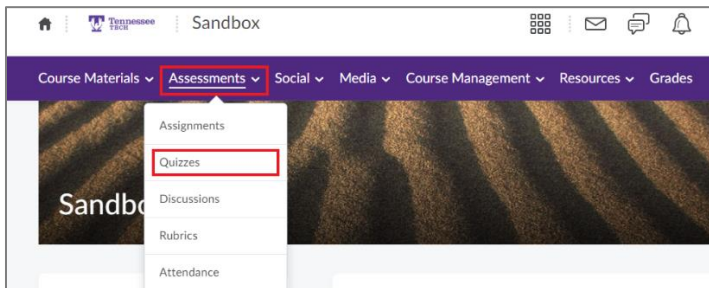 Tennessee TECH Sandbox
Course Materials Assessments Social Media Course Management Resources Grades
Assignments
Quizzes
Sandbo
Discussions
Rubrics
Attendance